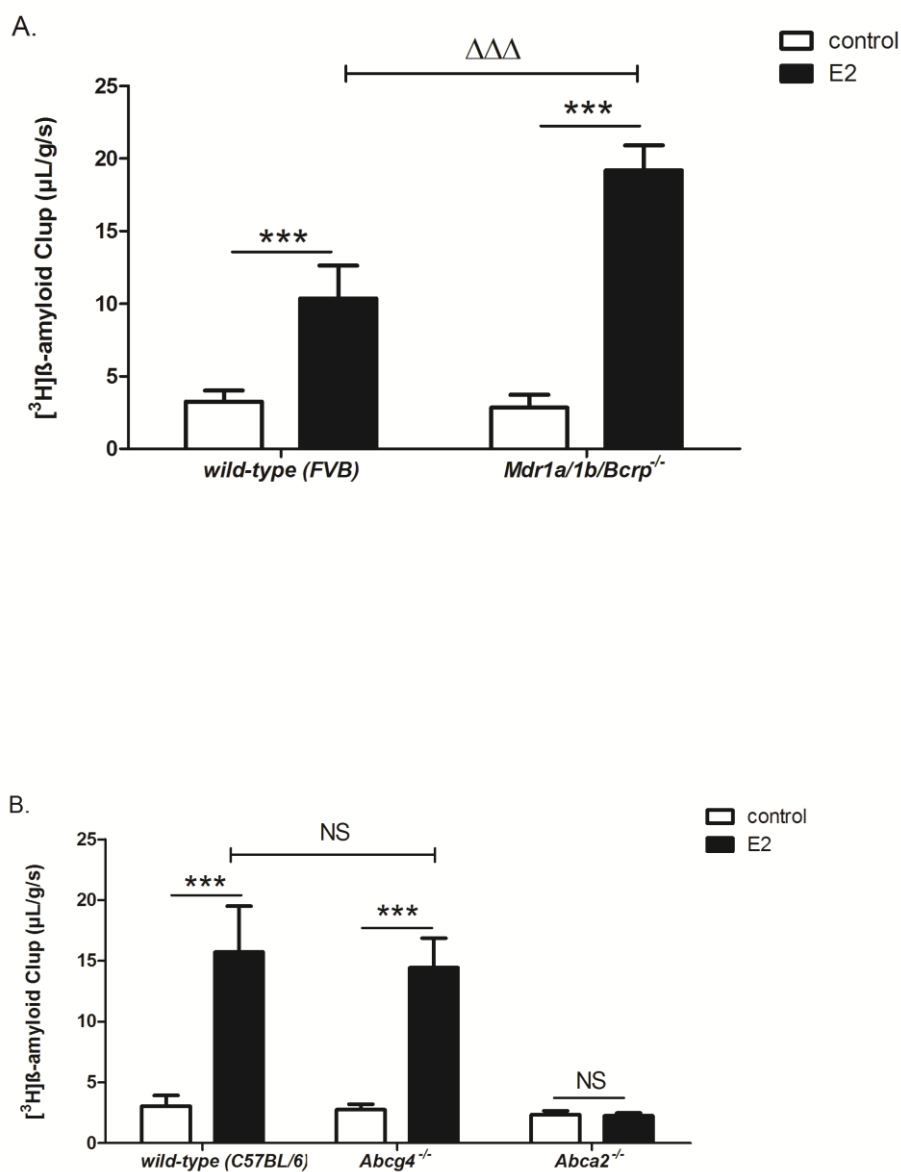 A.
control
E2
ΔΔΔ
***
***
[³H]ß-amyloid Clup (µL/g/s)
25
20
15
10
5
0
wild-type (FVB)
Mdr1a/1b/Bcrp-/-
B.
control
E2
NS
***
***
NS
[³H]ß-amyloid Clup (µL/g/s)
25
20
15
10
5
0
wild-type (C57BL/6)
Abcg4-/-
Abca2-/-